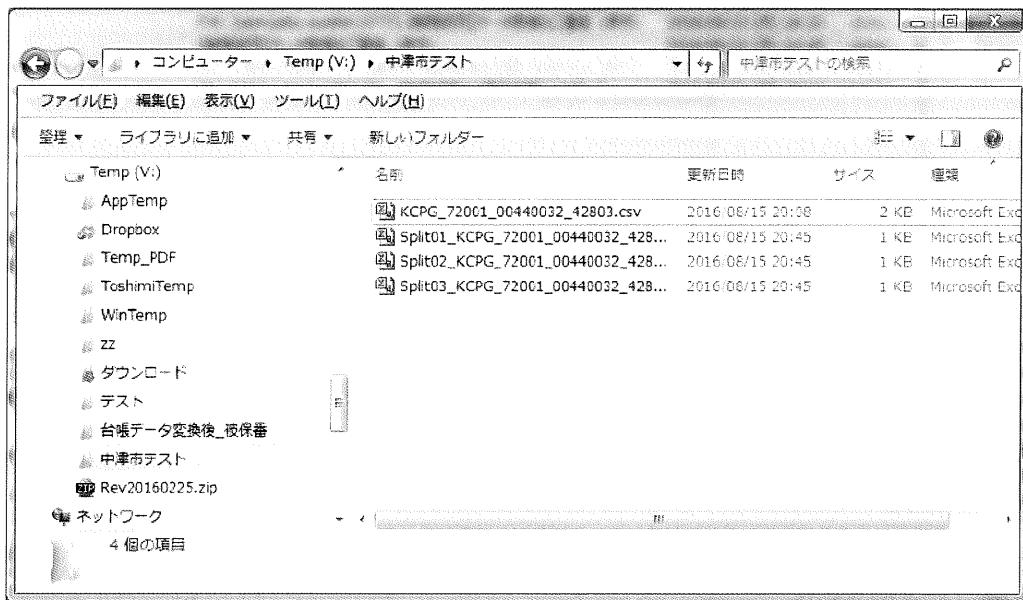 コンピューター ▸ Temp (V:) ▸ 中津市テスト
中津市テストの検索
ファイル(F) 編集(E) 表示(V) ツール(T) ヘルプ(H)
整理 ▼ ライブラリに追加 ▼ 共有 ▼ 新しいフォルダー
Temp (V:)
AppTemp
Dropbox
Temp_PDF
ToshimiTemp
WinTemp
zz
ダウンロード
テスト
台帳データ変換後_被保番
中津市テスト
Rev20160225.zip
ネットワーク
名前 更新日時 サイズ 種類
KCPG_72001_00440032_42803.csv 2016/08/15 20:08 2 KB Microsoft Exc
Split01_KCPG_72001_00440032_428... 2016/08/15 20:45 1 KB Microsoft Exc
Split02_KCPG_72001_00440032_428... 2016/08/15 20:45 1 KB Microsoft Exc
Split03_KCPG_72001_00440032_428... 2016/08/15 20:45 1 KB Microsoft Exc
4 個の項目